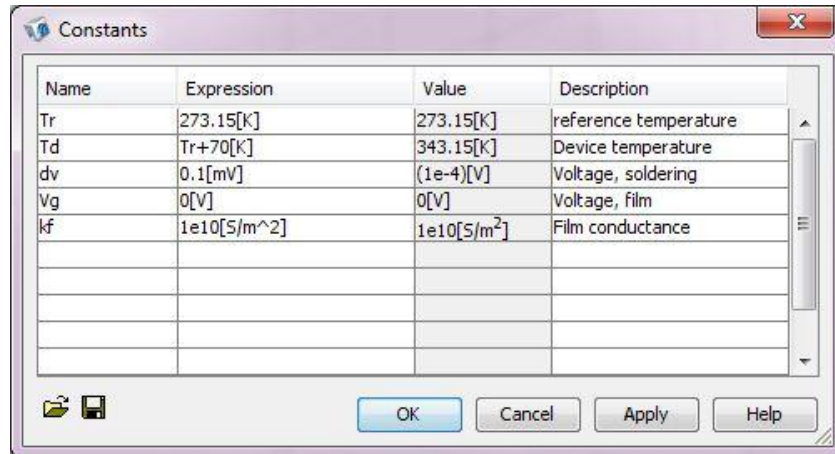 Constants
Name Expression Value Description
Tr 273.15[K] 273.15[K] reference temperature
Td Tr+70[K] 343.15[K] Device temperature
dv 0.1[mV] (1e-4)[V] Voltage, soldering
Vg 0[V] 0[V] Voltage, film
kf 1e10[S/m^2] 1e10[S/m²] Film conductance
OK Cancel Apply Help